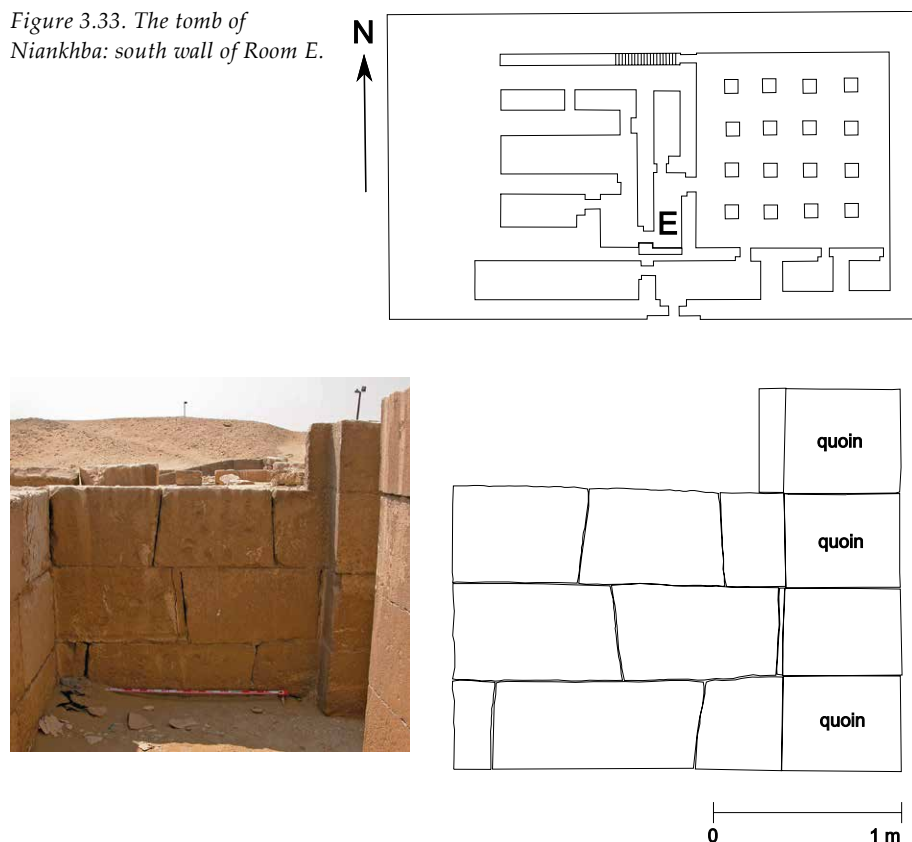 Figure 3.33. The tomb of
Niankhba: south wall of Room E.
N
E
quoin
quoin
quoin
0 1 m